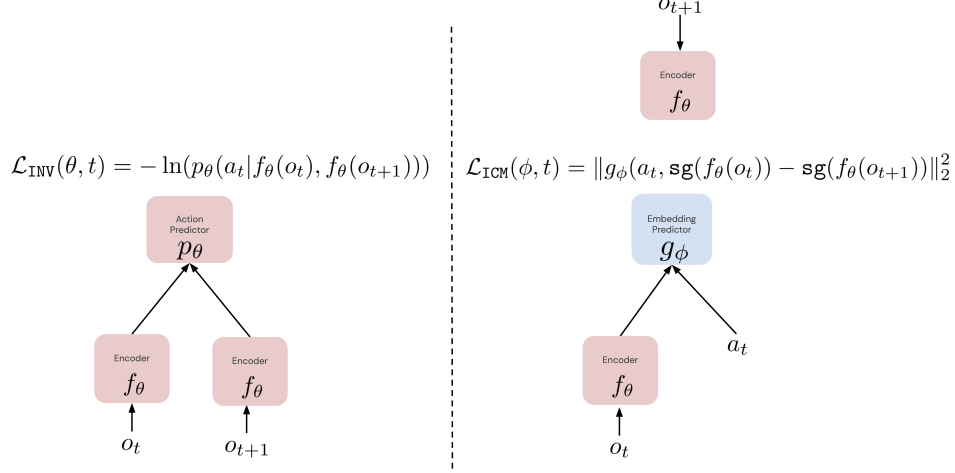 𝓛_INV(θ, t) = − ln(p_θ(a_t|f_θ(o_t), f_θ(o_{t+1})))
Action
Predictor
p_θ
Encoder
f_θ
Encoder
f_θ
o_t
o_{t+1}
o_{t+1}
Encoder
f_θ
𝓛_ICM(ϕ, t) = ‖g_ϕ(a_t, sg(f_θ(o_t)) − sg(f_θ(o_{t+1}))‖²₂
Embedding
Predictor
g_ϕ
Encoder
f_θ
a_t
o_t